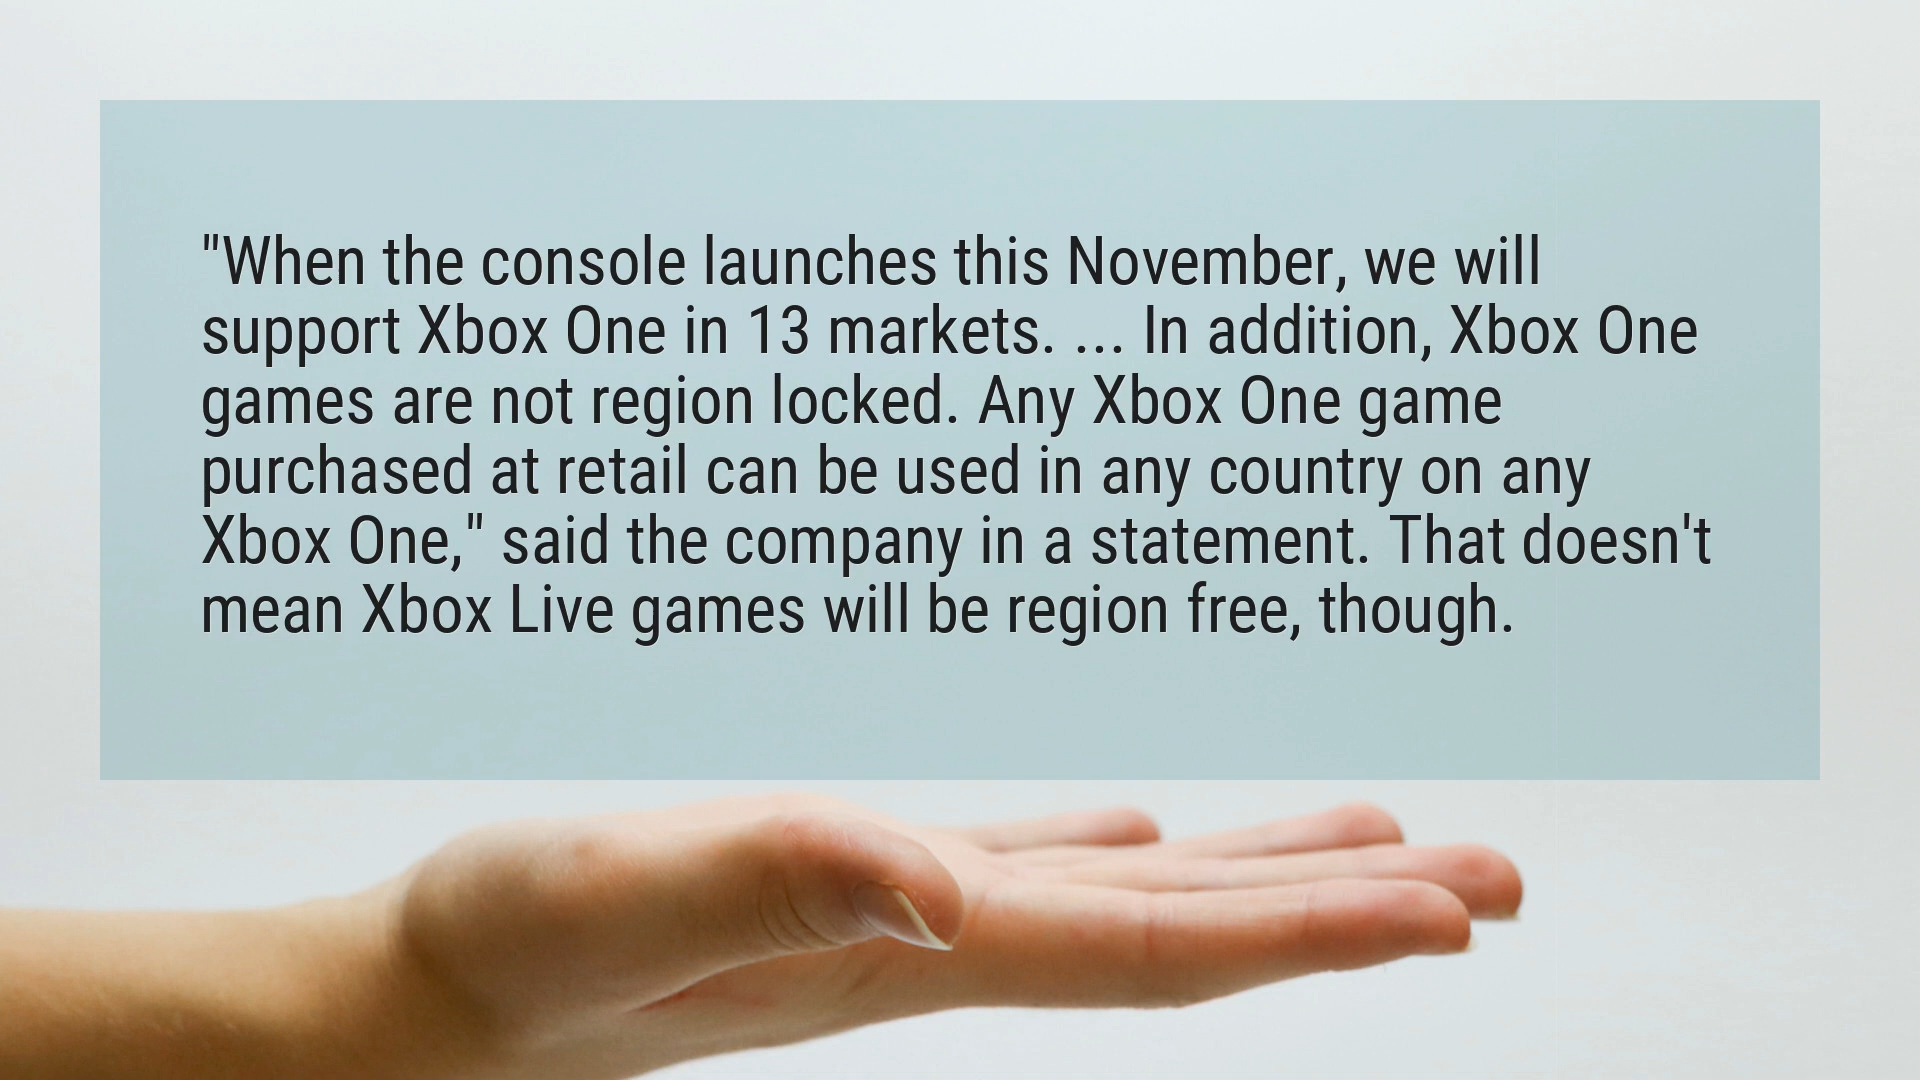 "When the console launches this November, we will
support Xbox One in 13 markets. ... In addition, Xbox One
games are not region locked. Any Xbox One game
purchased at retail can be used in any country on any
Xbox One," said the company in a statement. That doesn't
mean Xbox Live games will be region free, though.